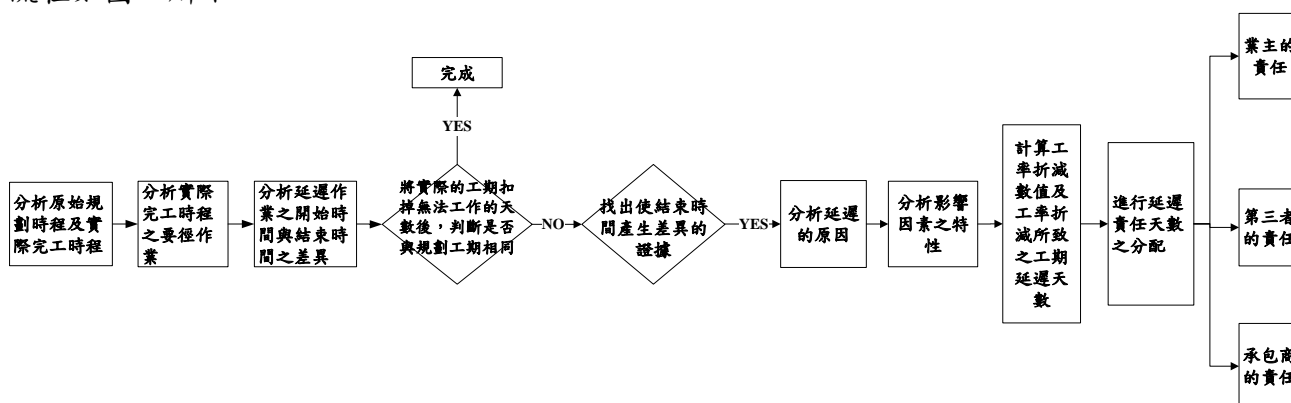 完成
YES
分析原始規
劃時程及實
際完工時程
分析實際
完工時程
之要徑作
業
分析延遲作
業之開始時
間與結束時
間之差異
將實際的工期扣
掉無法工作的天
數後，判斷是否
與規劃工期相同
NO
找出使結束時
間產生差異的
證據
YES
分析延遲
的原因
分析影響
因素之特
性
計算工
率折減
數值及
工率折
減所致
之工期
延遲天
數
進行延遲
責任天數
之分配
業主的
責任
第三者
的責任
承包商
的責任